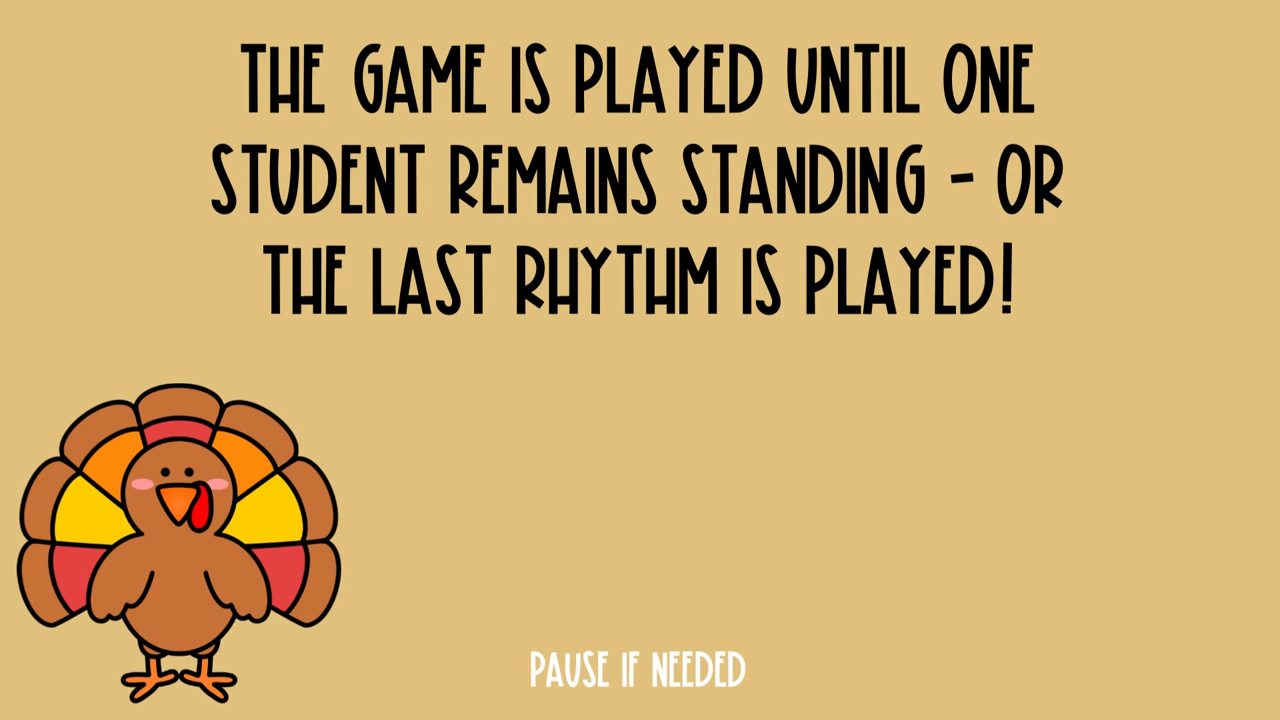 THE GAME IS PLAYED UNTIL ONE
STUDENT REMAINS STANDING - OR
THE LAST RHYTHM IS PLAYED!
PAUSE IF NEEDED